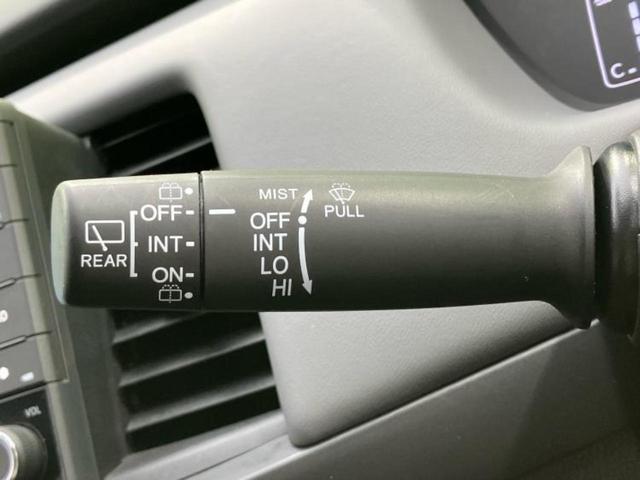 REAR
OFF
INT
ON
MIST
OFF
INT
LO
HI
PULL
VOL
C